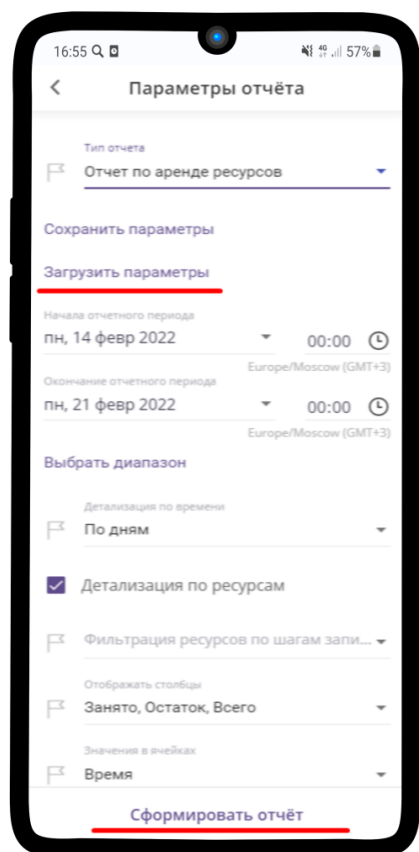 16:55
4G
57%
Параметры отчёта
Тип отчета
Отчет по аренде ресурсов
Сохранить параметры
Загрузить параметры
Начала отчетного периода
пн, 14 февр 2022 00:00
Europe/Moscow (GMT+3)
Окончание отчетного периода
пн, 21 февр 2022 00:00
Europe/Moscow (GMT+3)
Выбрать диапазон
Детализация по времени
По дням
Детализация по ресурсам
Фильтрация ресурсов по шагам запи...
Отображать столбцы
Занято, Остаток, Всего
Значения в ячейках
Время
Сформировать отчёт